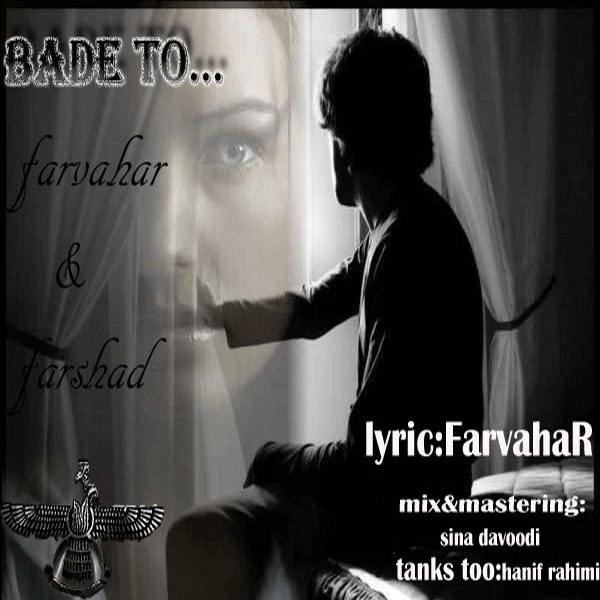 BADE TO...
farvahar
&
farshad
lyric:FarvahaR
mix&mastering:
sina davoodi
tanks too:hanif rahimi